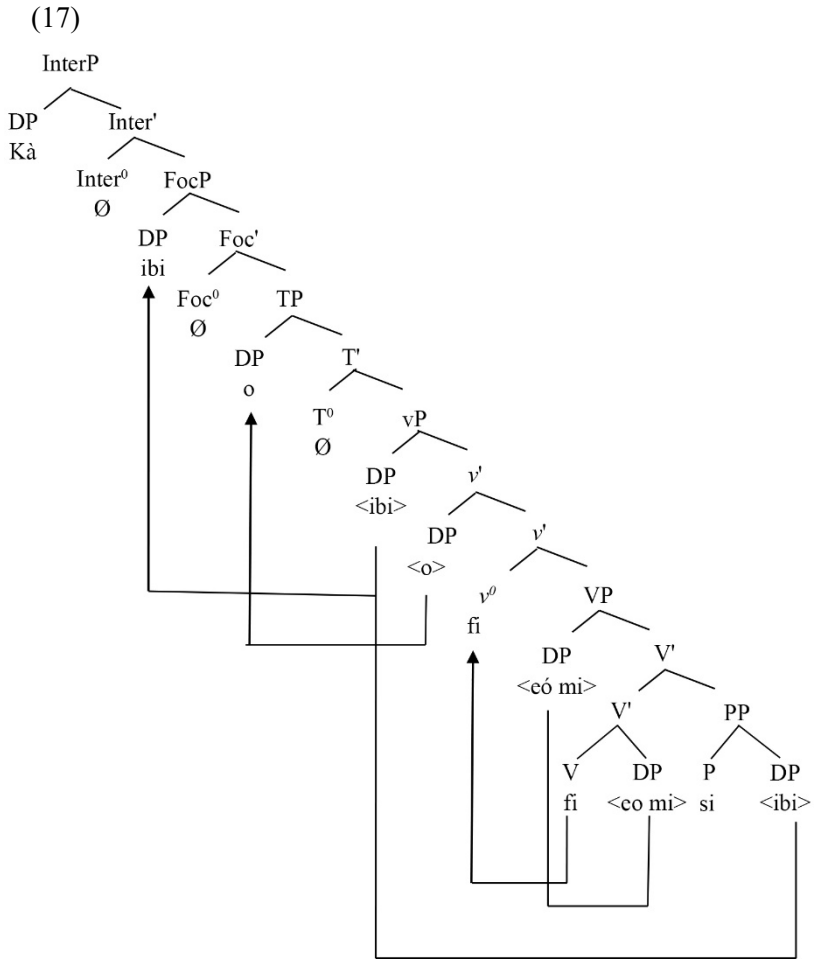 (17)
InterP
DP Inter'
Kà
Inter⁰ FocP
Ø
DP Foc'
ibi
Foc⁰ TP
Ø
DP T'
o
T⁰ vP
Ø
DP v'
<ibi>
DP v'
<o>
v⁰ VP
fi
DP V'
<eó mi>
V' PP
V DP P DP
fi <eo mi> si <ibi>